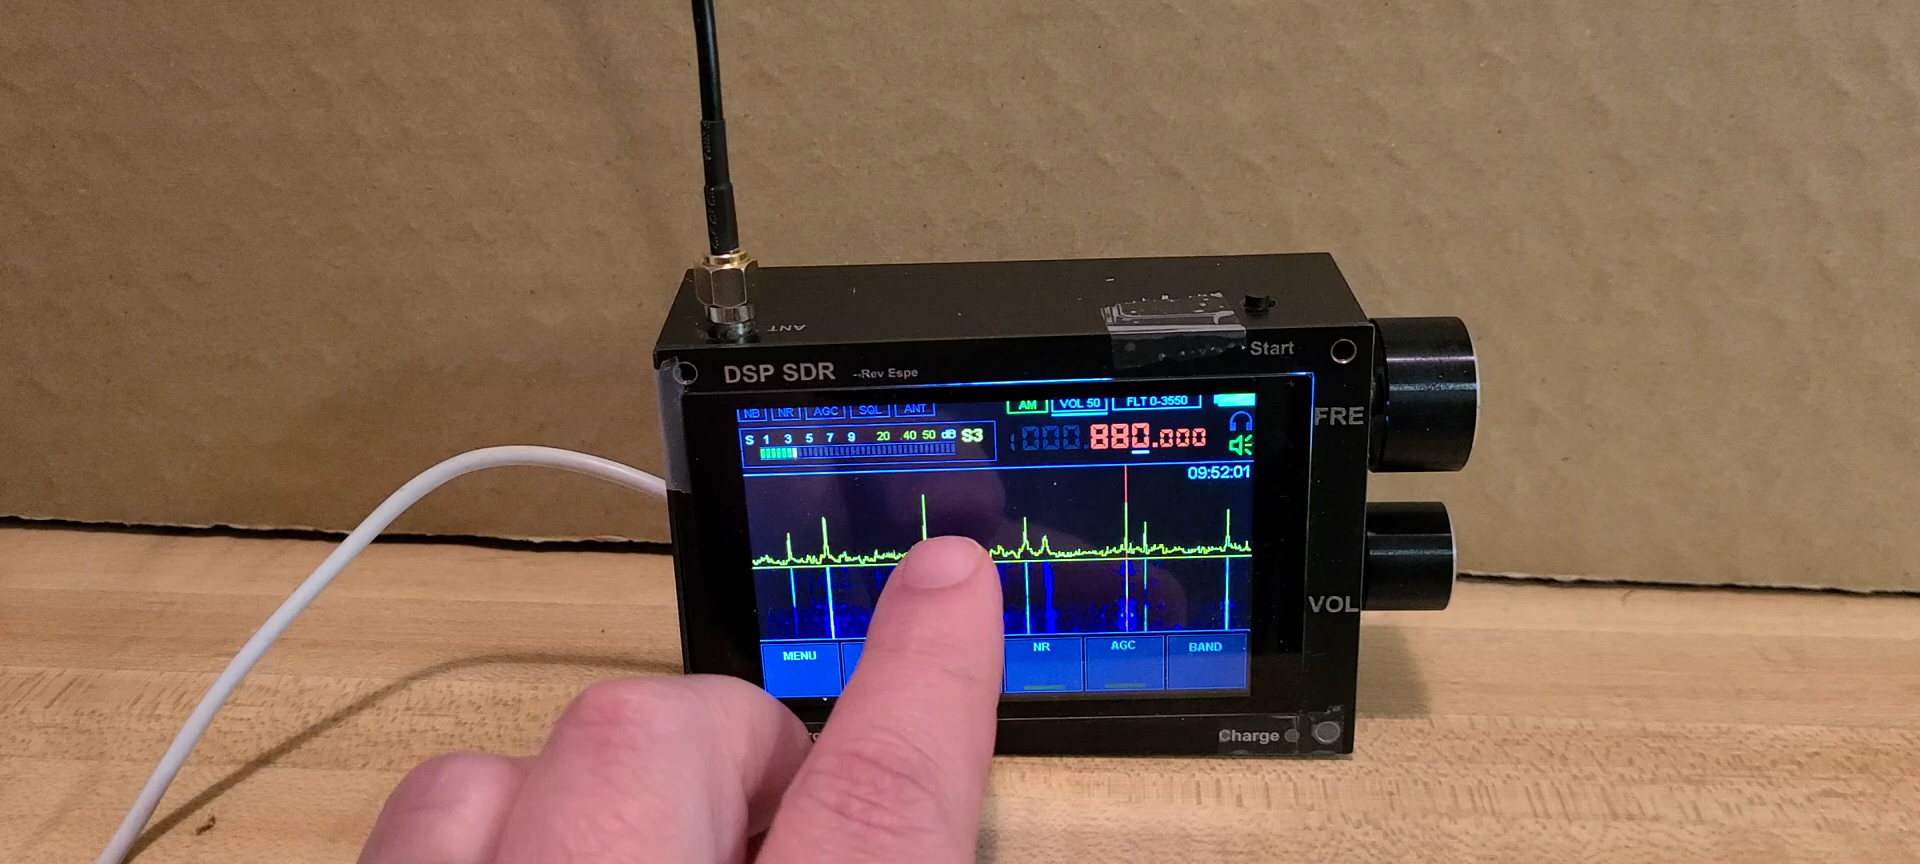 ANT
Start
DSP SDR --Rev Espe
FRE
NB NR AGC SQL ANT AM VOL 50 FLT 0-3550
S 1 3 5 7 9 20 40 50 dB S3
880.000
09:52:01
VOL
MENU NR AGC BAND
Charge